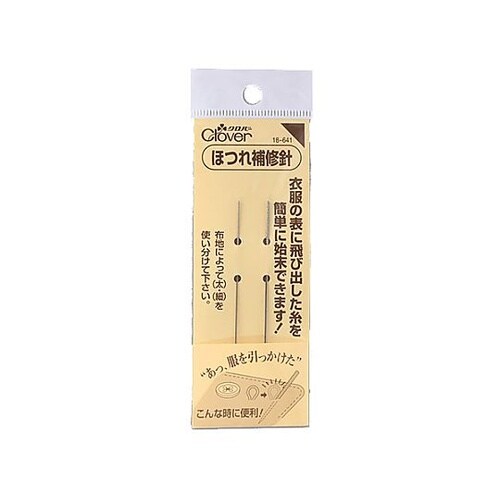 クロバー
Clover
18-641
ほつれ補修針
衣服の表に飛び出した糸を
簡単に始末できます!
布地によって(太・細)を
使い分けて下さい。
"あっ、服を引っかけた"
こんな時に便利!